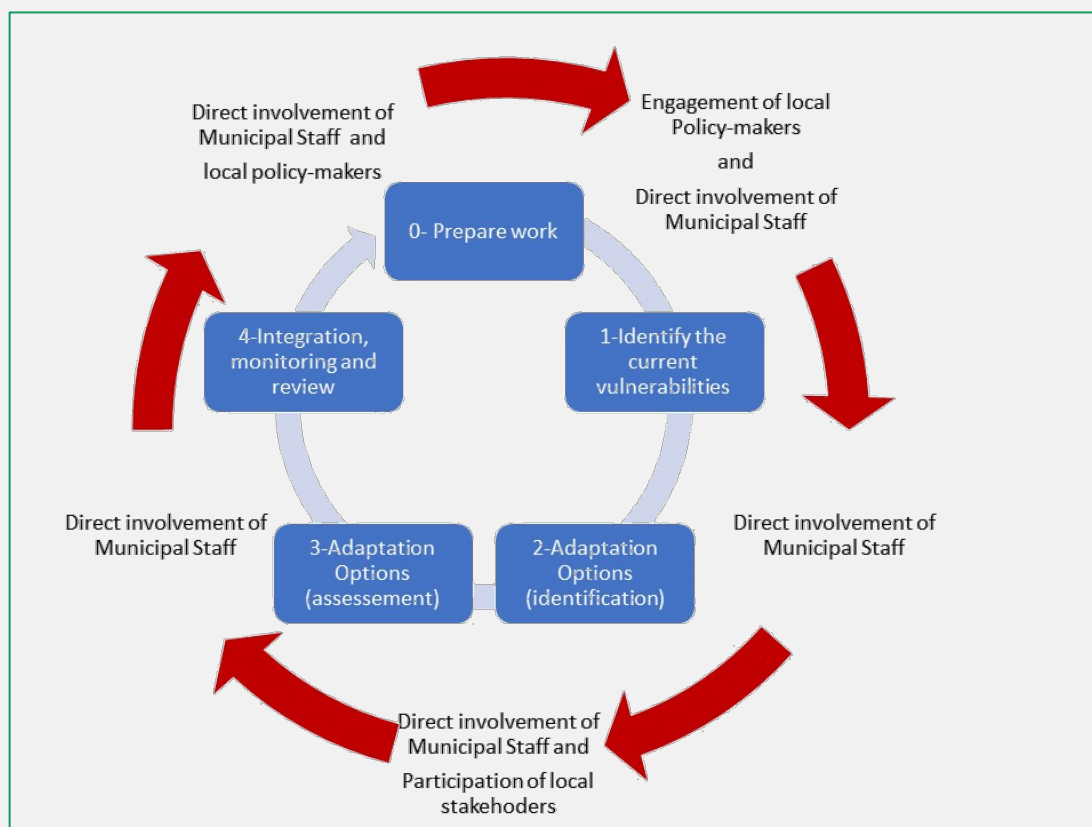 Direct involvement of
Municipal Staff and
local policy-makers
Engagement of local
Policy-makers
and
Direct involvement of
Municipal Staff
0- Prepare work
4-Integration,
monitoring and
review
1-Identify the
current
vulnerabilities
Direct involvement of
Municipal Staff
3-Adaptation
Options
(assessement)
2-Adaptation
Options
(identification)
Direct involvement of
Municipal Staff
Direct involvement of
Municipal Staff and
Participation of local
stakehoders